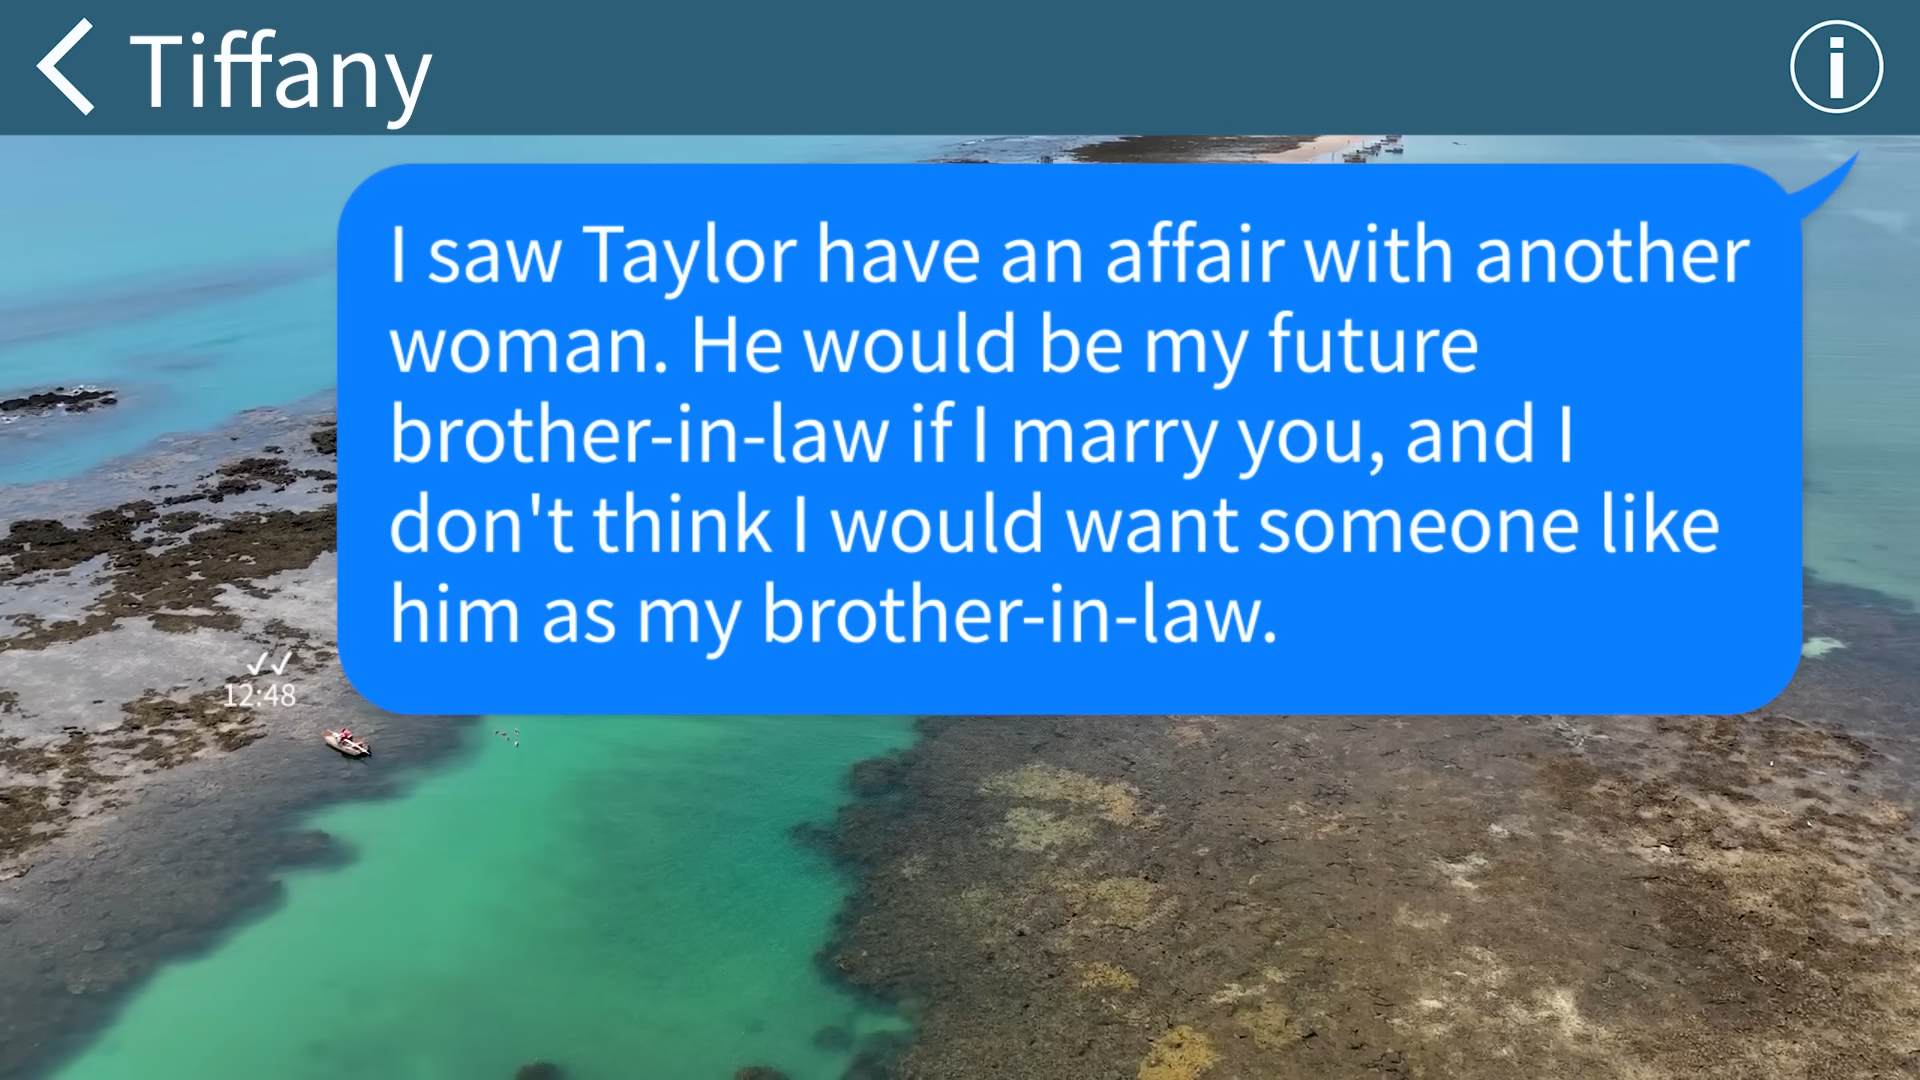 Tiffany
I saw Taylor have an affair with another
woman. He would be my future
brother-in-law if I marry you, and I
don't think I would want someone like
him as my brother-in-law.
12:48